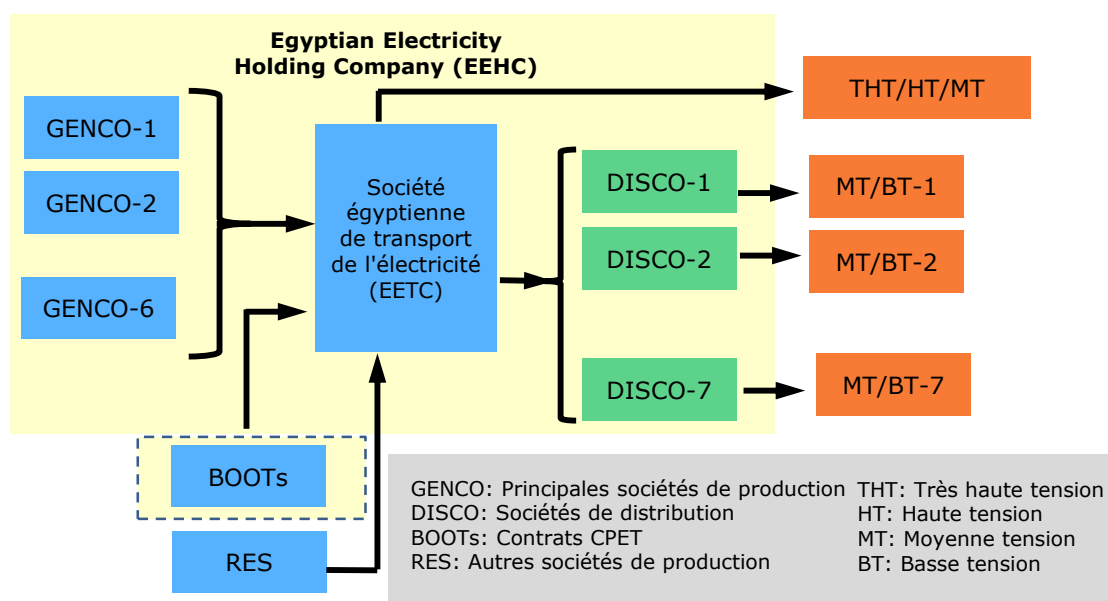 Egyptian Electricity
Holding Company (EEHC)
GENCO-1
GENCO-2
GENCO-6
Société
égyptienne
de transport
de l'électricité
(EETC)
DISCO-1
DISCO-2
DISCO-7
THT/HT/MT
MT/BT-1
MT/BT-2
MT/BT-7
BOOTs
RES
GENCO: Principales sociétés de production
DISCO: Sociétés de distribution
BOOTs: Contrats CPET
RES: Autres sociétés de production
THT: Très haute tension
HT: Haute tension
MT: Moyenne tension
BT: Basse tension